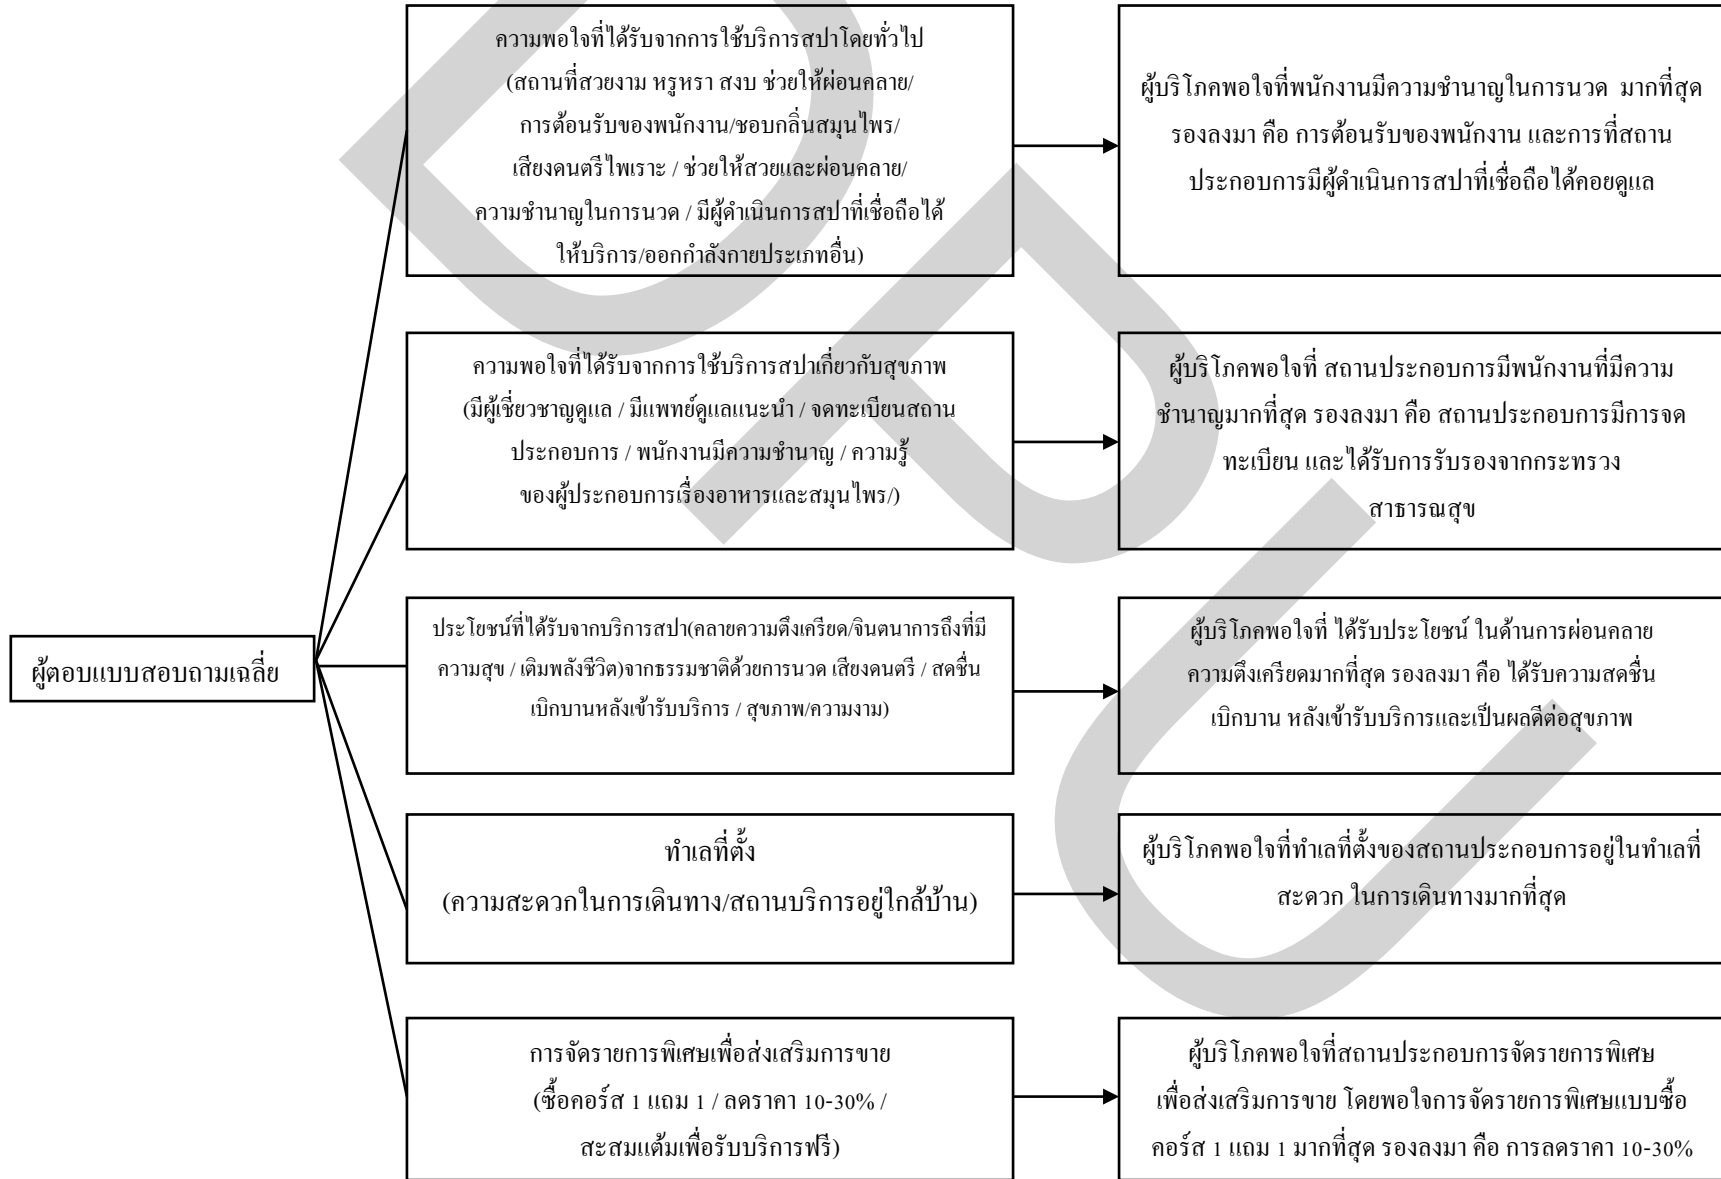 ความพอใจที่ได้รับจากการใช้บริการสปาโดยทั่วไป
(สถานที่สวยงาม หรูหรา สงบ ช่วยให้ผ่อนคลาย/
การต้อนรับของพนักงาน/ชอบกลิ่นสมุนไพร/
เสียงดนตรีไพเราะ / ช่วยให้สวยและผ่อนคลาย/
ความชำนาญในการนวด / มีผู้ดำเนินการสปาที่เชื่อถือได้
ให้บริการ/ออกกำลังกายประเภทอื่น)
ผู้บริโภคพอใจที่พนักงานมีความชำนาญในการนวด มากที่สุด
รองลงมา คือ การต้อนรับของพนักงาน และการที่สถาน
ประกอบการมีผู้ดำเนินการสปาที่เชื่อถือได้คอยดูแล
ความพอใจที่ได้รับจากการใช้บริการสปาเกี่ยวกับสุขภาพ
(มีผู้เชี่ยวชาญดูแล / มีแพทย์ดูแลแนะนำ / จดทะเบียนสถาน
ประกอบการ / พนักงานมีความชำนาญ / ความรู้
ของผู้ประกอบการเรื่องอาหารและสมุนไพร/)
ผู้บริโภคพอใจที่ สถานประกอบการมีพนักงานที่มีความ
ชำนาญมากที่สุด รองลงมา คือ สถานประกอบการมีการจด
ทะเบียน และได้รับการรับรองจากกระทรวง
สาธารณสุข
ผู้ตอบแบบสอบถามเฉลี่ย
ประโยชน์ที่ได้รับจากบริการสปา(คลายความตึงเครียด/จินตนาการถึงที่มี
ความสุข / เติมพลังชีวิต)จากธรรมชาติด้วยการนวด เสียงดนตรี / สดชื่น
เบิกบานหลังเข้ารับบริการ / สุขภาพ/ความงาม)
ผู้บริโภคพอใจที่ ได้รับประโยชน์ ในด้านการผ่อนคลาย
ความตึงเครียดมากที่สุด รองลงมา คือ ได้รับความสดชื่น
เบิกบาน หลังเข้ารับบริการและเป็นผลดีต่อสุขภาพ
ทำเลที่ตั้ง
(ความสะดวกในการเดินทาง/สถานบริการอยู่ใกล้บ้าน)
ผู้บริโภคพอใจที่ทำเลที่ตั้งของสถานประกอบการอยู่ในทำเลที่
สะดวก ในการเดินทางมากที่สุด
การจัดรายการพิเศษเพื่อส่งเสริมการขาย
(ซื้อคอร์ส 1 แถม 1 / ลดราคา 10-30% /
สะสมแต้มเพื่อรับบริการฟรี)
ผู้บริโภคพอใจที่สถานประกอบการจัดรายการพิเศษ
เพื่อส่งเสริมการขาย โดยพอใจการจัดรายการพิเศษแบบซื้อ
คอร์ส 1 แถม 1 มากที่สุด รองลงมา คือ การลดราคา 10-30%
DPU